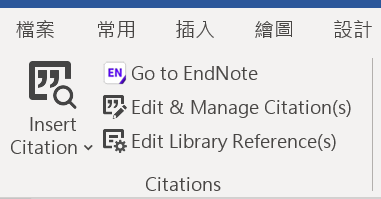 檔案 常用 插入 繪圖 設計
EN Go to EndNote
Edit & Manage Citation(s)
Insert Citation
Edit Library Reference(s)
Citations